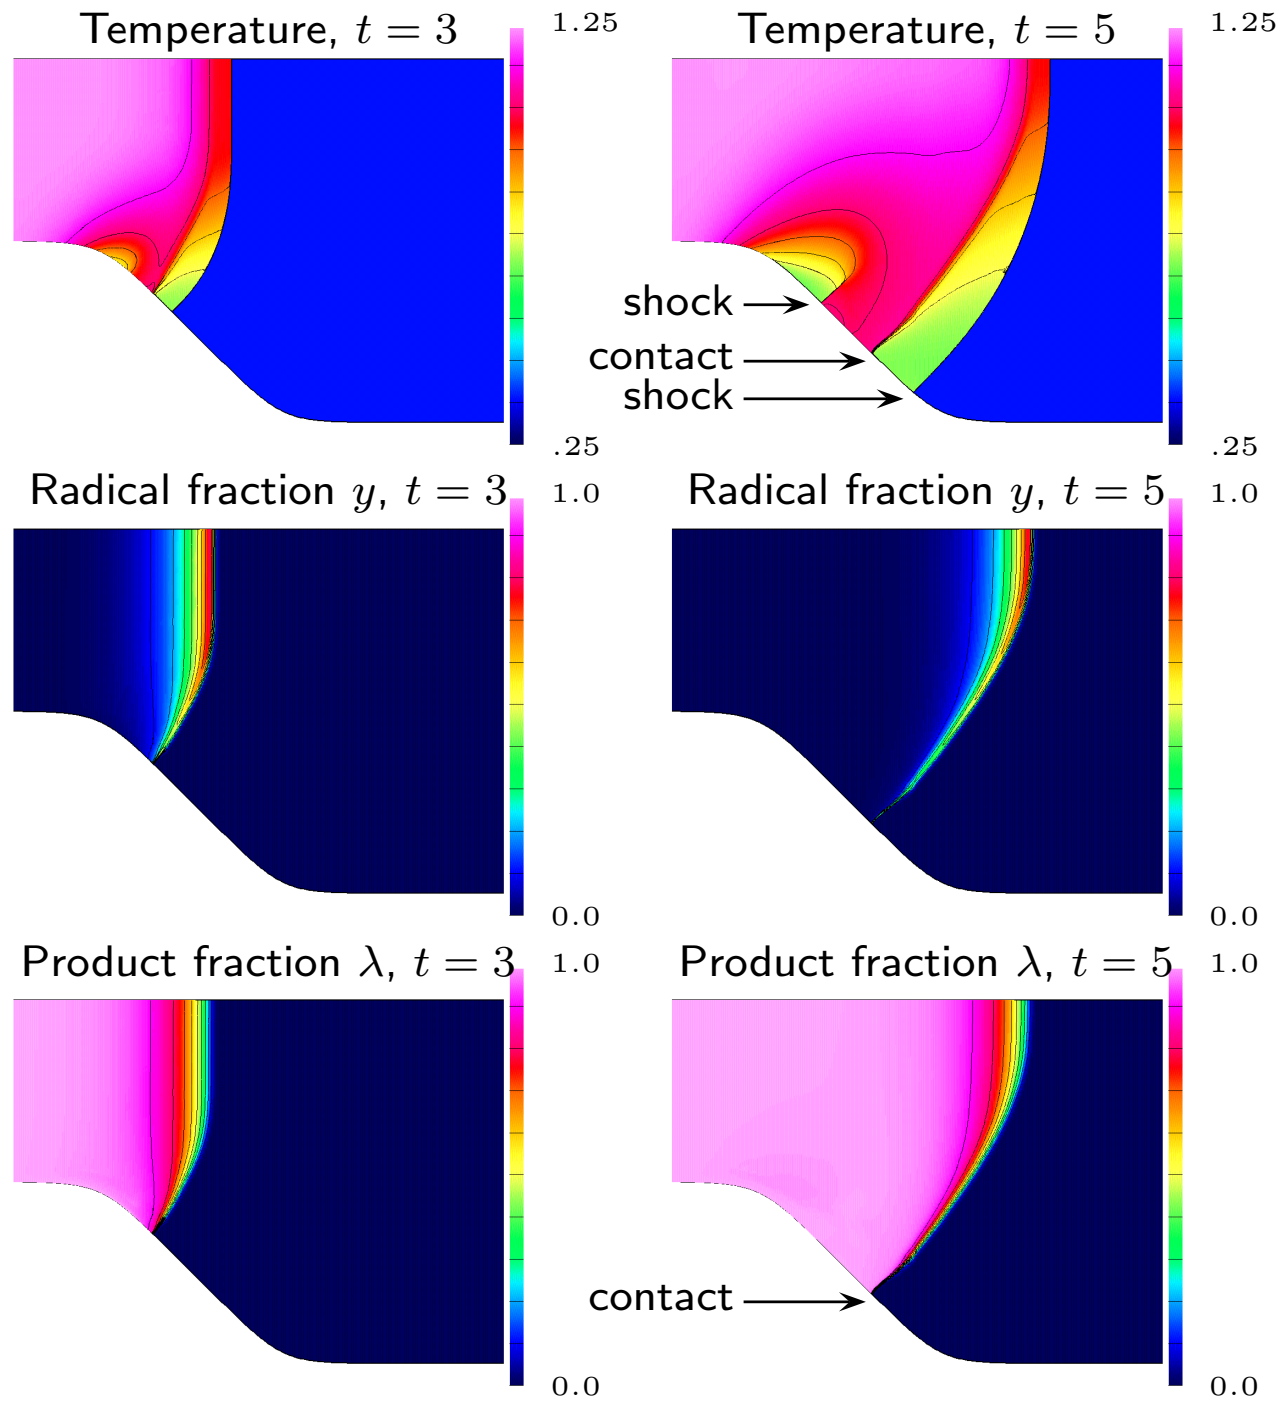 Temperature, t = 3
1.25
Temperature, t = 5
1.25
shock
contact
shock
.25
.25
Radical fraction y, t = 3
1.0
Radical fraction y, t = 5
1.0
0.0
0.0
Product fraction λ, t = 3
1.0
Product fraction λ, t = 5
1.0
contact
0.0
0.0